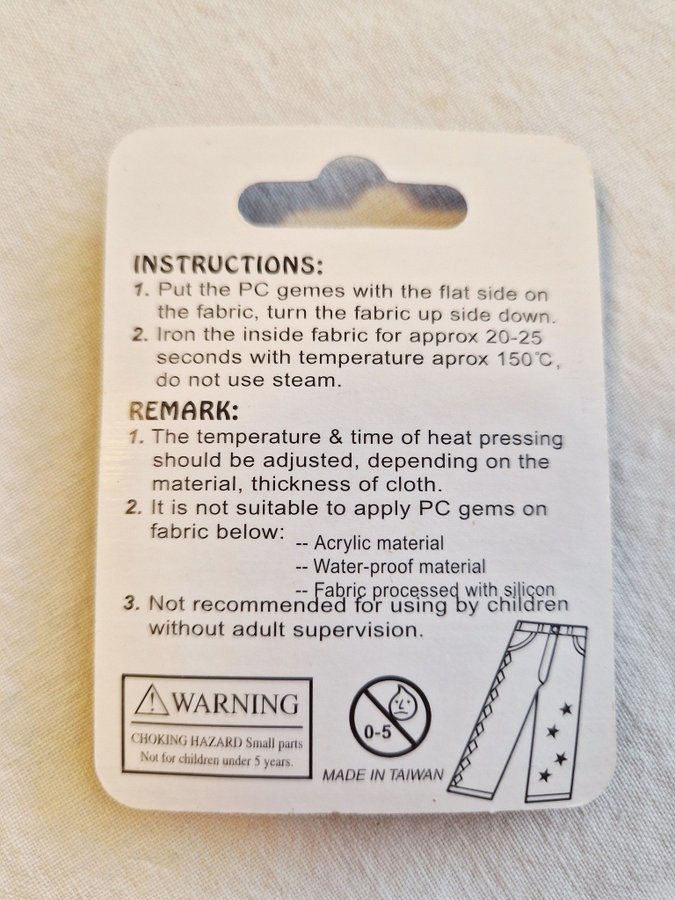 INSTRUCTIONS:
1. Put the PC gemes with the flat side on
the fabric, turn the fabric up side down.
2. Iron the inside fabric for approx 20-25
seconds with temperature aprox 150°C,
do not use steam.
REMARK:
1. The temperature & time of heat pressing
should be adjusted, depending on the
material, thickness of cloth.
2. It is not suitable to apply PC gems on
fabric below:
-- Acrylic material
-- Water-proof material
-- Fabric processed with silicon
3. Not recommended for using by children
without adult supervision.
WARNING
CHOKING HAZARD Small parts
Not for children under 5 years.
0-5
MADE IN TAIWAN